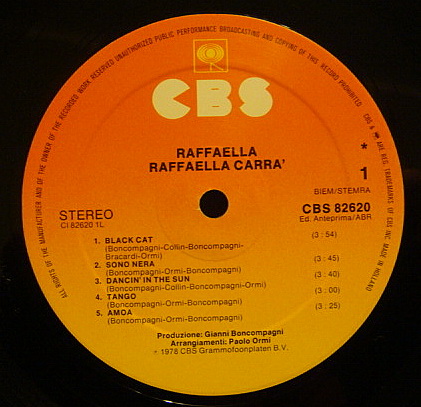 ALL RIGHTS OF THE MANUFACTURER AND OF THE OWNER OF THE RECORDED WORK RESERVED UNAUTHORIZED PUBLIC PERFORMANCE BROADCASTING AND COPYING OF THIS RECORD PROHIBITED
CBS & ARE REG. TRADEMARKS OF CBS INC. MADE IN HOLLAND
CBS
RAFFAELLA
RAFFAELLA CARRA'
* 1
BIEM/STEMRA
STEREO
CBS 82620
CI 82620 1L
Ed. Anteprima/ABR
1. BLACK CAT (3 : 54)
(Boncompagni-Collin-Boncompagni-
Bracardi-Ormi)
2. SONO NERA (3 : 45)
(Boncompagni-Ormi-Boncompagni)
3. DANCIN' IN THE SUN (3 : 40)
(Boncompagni-Collin-Ormi-Boncompagni)
4. TANGO (3 : 00)
(Boncompagni-Ormi-Boncompagni)
5. AMOA (3 : 25)
(Boncompagni-Ormi-Boncompagni)
Produzione: Gianni Boncompagni
Arrangiamenti: Paolo Ormi
℗ 1978 CBS Grammofoonplaten B.V.